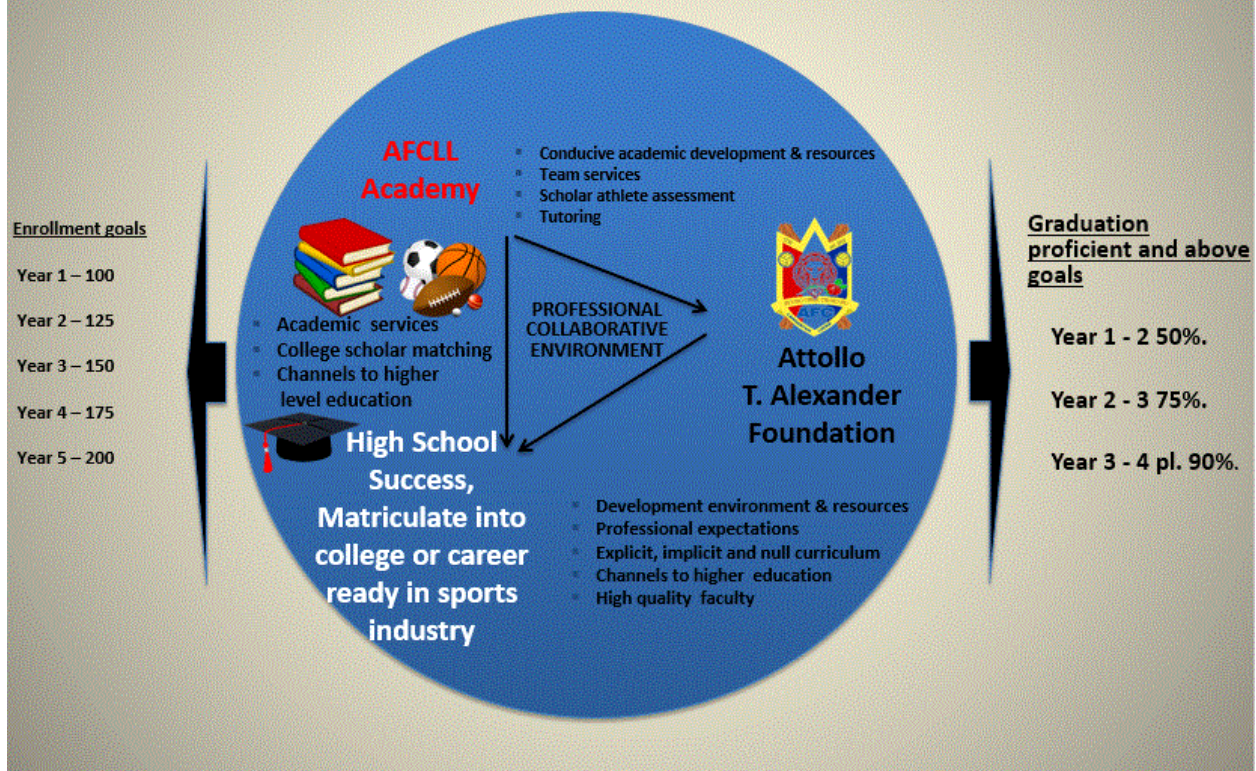 Enrollment goals
Year 1 – 100
Year 2 – 125
Year 3 – 150
Year 4 – 175
Year 5 – 200
AFCLL
Academy
Conducive academic development & resources
Team services
Scholar athlete assessment
Tutoring
Academic services
College scholar matching
Channels to higher
level education
PROFESSIONAL
COLLABORATIVE
ENVIRONMENT
AFC
Attollo
T. Alexander
Foundation
High School
Success,
Matriculate into
college or career
ready in sports
industry
Development environment & resources
Professional expectations
Explicit, implicit and null curriculum
Channels to higher education
High quality faculty
Graduation
proficient and above
goals
Year 1 - 2 50%.
Year 2 - 3 75%.
Year 3 - 4 pl. 90%.